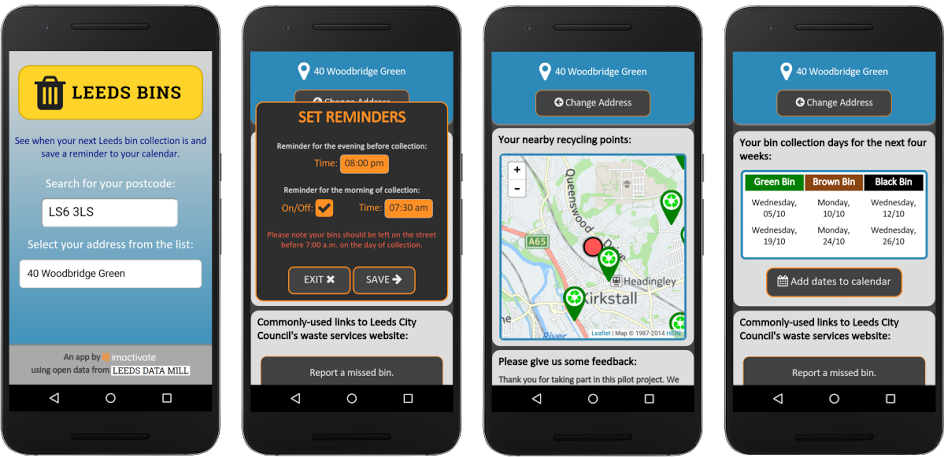 LEEDS BINS
See when your next Leeds bin collection is and
save a reminder to your calendar.
Search for your postcode:
LS6 3LS
Select your address from the list:
40 Woodbridge Green
An app by imactivate
using open data from LEEDS DATA MILL
40 Woodbridge Green
Change Address
SET REMINDERS
Reminder for the evening before collection:
Time: 08:00 pm
Reminder for the morning of collection:
On/Off: Time: 07:30 am
Please note your bins should be left on the street
before 7:00 a.m. on the day of collection.
EXIT SAVE
Commonly-used links to Leeds City
Council's waste services website:
Report a missed bin.
40 Woodbridge Green
Change Address
Your nearby recycling points:
+
-
Queenswood Drive
A65
Headingley
Kirkstall
River
Leaflet | Map © 1987-2014 HERE
Please give us some feedback:
Thank you for taking part in this pilot project. We
40 Woodbridge Green
Change Address
Your bin collection days for the next four
weeks:
Green Bin Brown Bin Black Bin
Wednesday, Monday, Wednesday,
05/10 10/10 12/10
Wednesday, Monday, Wednesday,
19/10 24/10 26/10
Add dates to calendar
Commonly-used links to Leeds City
Council's waste services website:
Report a missed bin.